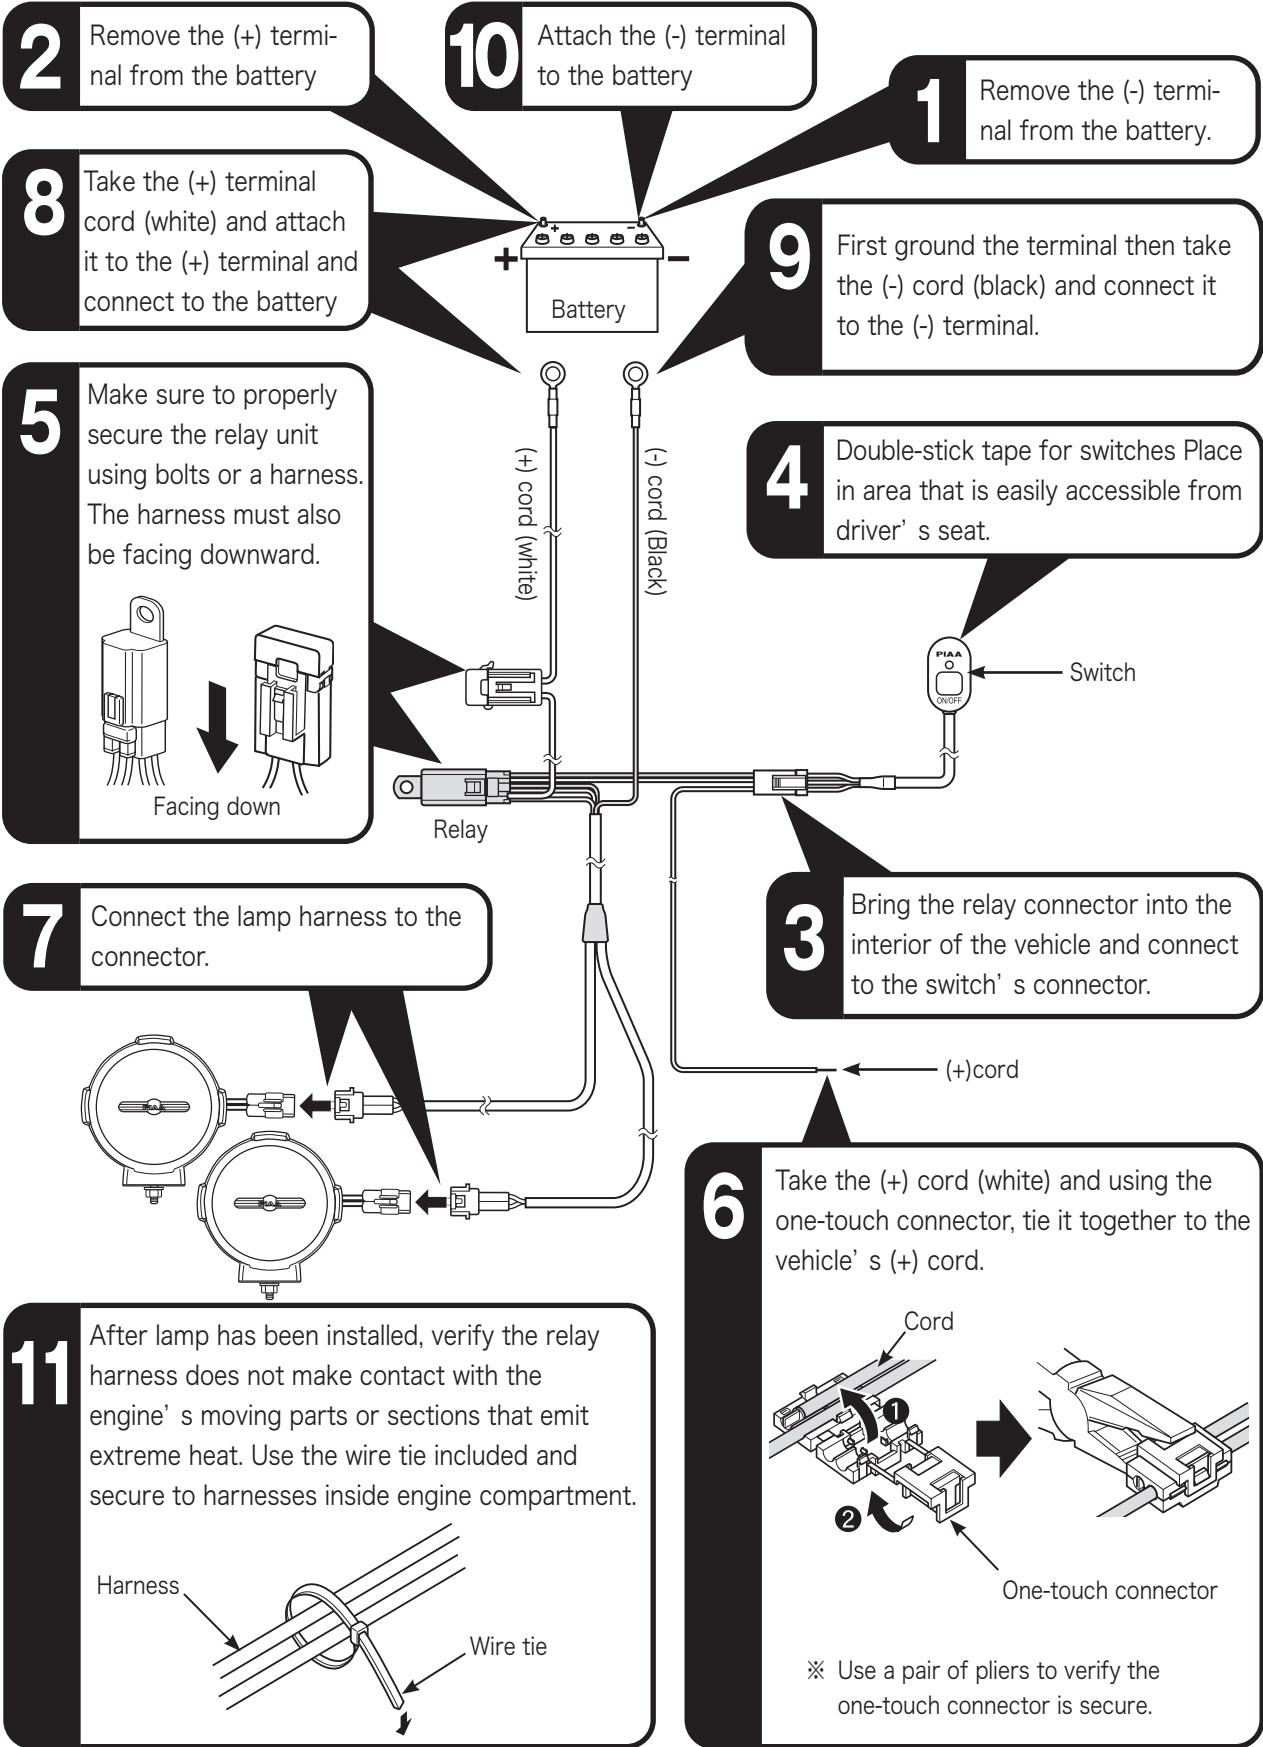 2
Remove the (+) termi-
nal from the battery
10
Attach the (-) terminal
to the battery
1
Remove the (-) termi-
nal from the battery.
8
Take the (+) terminal
cord (white) and attach
it to the (+) terminal and
connect to the battery
+
-
+
-
Battery
9
First ground the terminal then take
the (-) cord (black) and connect it
to the (-) terminal.
5
Make sure to properly
secure the relay unit
using bolts or a harness.
The harness must also
be facing downward.
Facing down
(+) cord (white)
(-) cord (Black)
4
Double-stick tape for switches Place
in area that is easily accessible from
driver’ s seat.
PIAA
ON/OFF
Switch
Relay
7
Connect the lamp harness to the
connector.
3
Bring the relay connector into the
interior of the vehicle and connect
to the switch’ s connector.
PIAA
PIAA
(+)cord
6
Take the (+) cord (white) and using the
one-touch connector, tie it together to the
vehicle’ s (+) cord.
Cord
❶
❷
One-touch connector
※ Use a pair of pliers to verify the
one-touch connector is secure.
11
After lamp has been installed, verify the relay
harness does not make contact with the
engine’ s moving parts or sections that emit
extreme heat. Use the wire tie included and
secure to harnesses inside engine compartment.
Harness
Wire tie